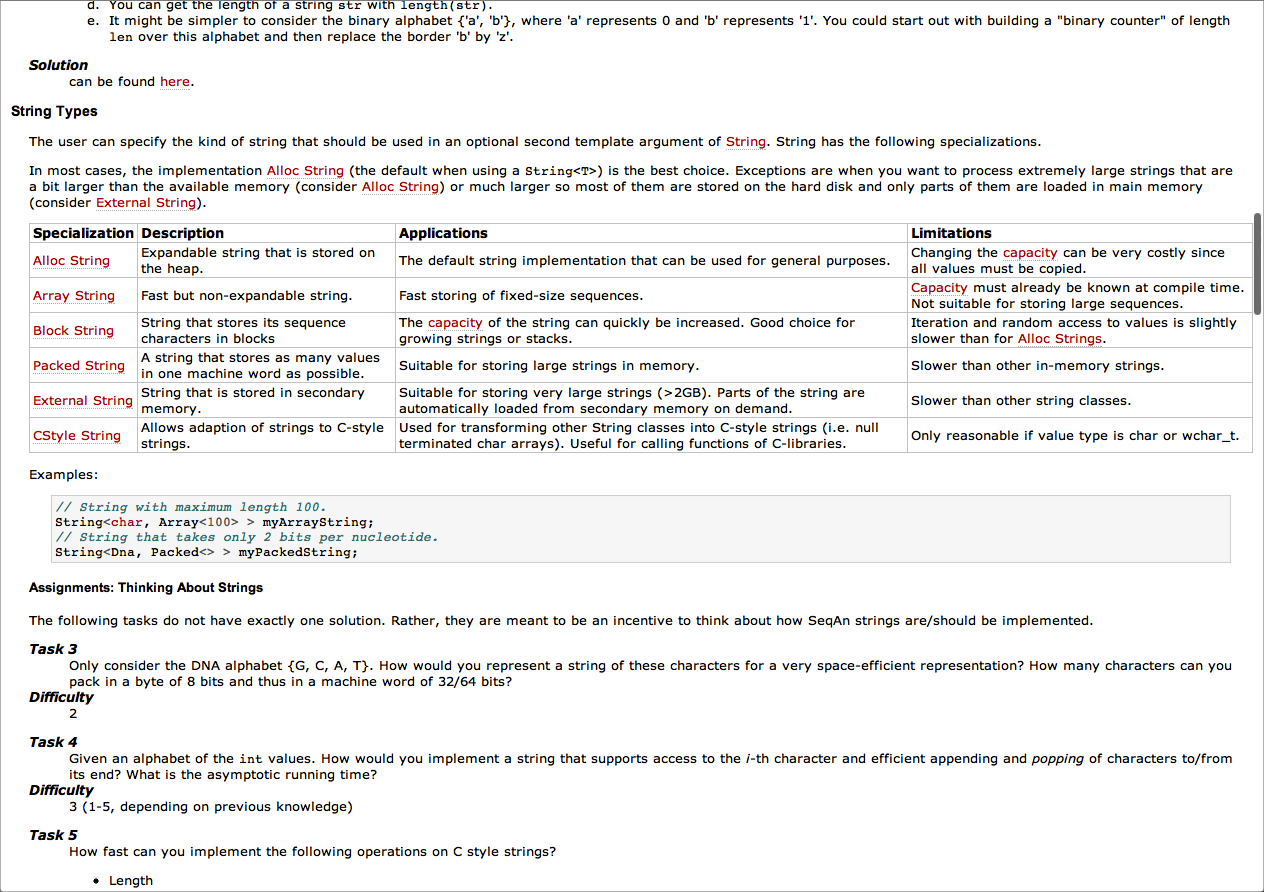 d. You can get the length of a string str with length(str).
e. It might be simpler to consider the binary alphabet {'a', 'b'}, where 'a' represents 0 and 'b' represents '1'. You could start out with building a "binary counter" of length
len over this alphabet and then replace the border 'b' by 'z'.
Solution
can be found here.
String Types
The user can specify the kind of string that should be used in an optional second template argument of String. String has the following specializations.
In most cases, the implementation Alloc String (the default when using a String<T>) is the best choice. Exceptions are when you want to process extremely large strings that are
a bit larger than the available memory (consider Alloc String) or much larger so most of them are stored on the hard disk and only parts of them are loaded in main memory
(consider External String).
Specialization Description Applications Limitations
Alloc String
Expandable string that is stored on
the heap.
The default string implementation that can be used for general purposes.
Changing the capacity can be very costly since
all values must be copied.
Array String
Fast but non-expandable string.
Fast storing of fixed-size sequences.
Capacity must already be known at compile time.
Not suitable for storing large sequences.
Block String
String that stores its sequence
characters in blocks
The capacity of the string can quickly be increased. Good choice for
growing strings or stacks.
Iteration and random access to values is slightly
slower than for Alloc Strings.
Packed String
A string that stores as many values
in one machine word as possible.
Suitable for storing large strings in memory.
Slower than other in-memory strings.
External String
String that is stored in secondary
memory.
Suitable for storing very large strings (>2GB). Parts of the string are
automatically loaded from secondary memory on demand.
Slower than other string classes.
CStyle String
Allows adaption of strings to C-style
strings.
Used for transforming other String classes into C-style strings (i.e. null
terminated char arrays). Useful for calling functions of C-libraries.
Only reasonable if value type is char or wchar_t.
Examples:
// String with maximum length 100.
String<char, Array<100> > myArrayString;
// String that takes only 2 bits per nucleotide.
String<Dna, Packed<> > myPackedString;
Assignments: Thinking About Strings
The following tasks do not have exactly one solution. Rather, they are meant to be an incentive to think about how SeqAn strings are/should be implemented.
Task 3
Only consider the DNA alphabet {G, C, A, T}. How would you represent a string of these characters for a very space-efficient representation? How many characters can you
pack in a byte of 8 bits and thus in a machine word of 32/64 bits?
Difficulty
2
Task 4
Given an alphabet of the int values. How would you implement a string that supports access to the i-th character and efficient appending and popping of characters to/from
its end? What is the asymptotic running time?
Difficulty
3 (1-5, depending on previous knowledge)
Task 5
How fast can you implement the following operations on C style strings?
• Length